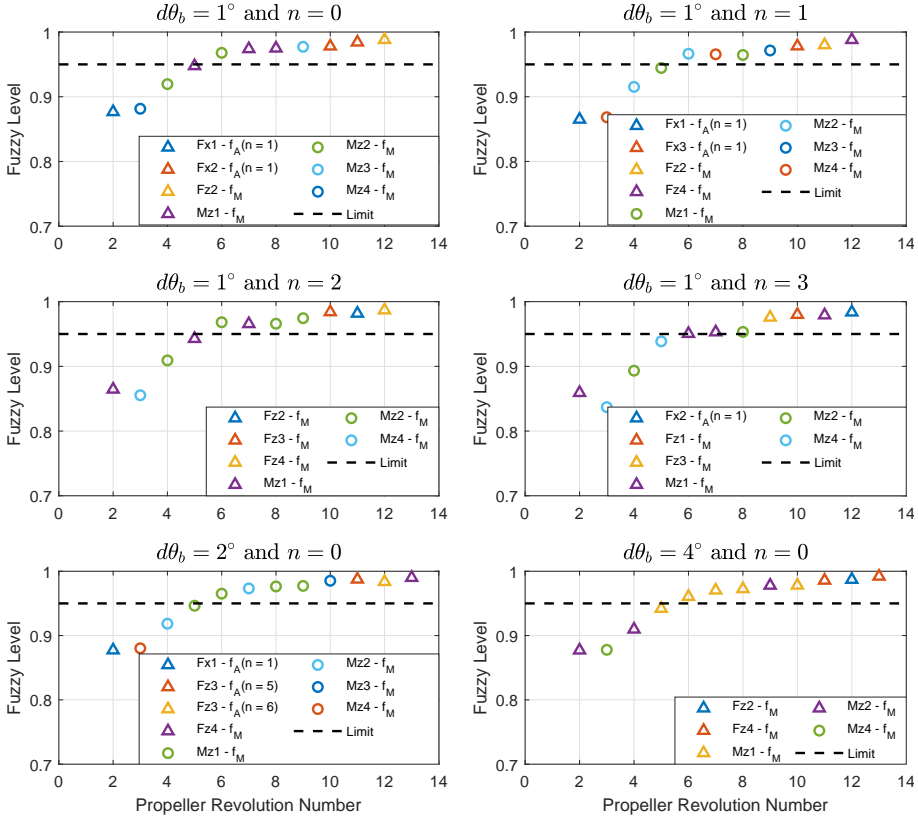 dθ_b = 1° and n = 0
dθ_b = 1° and n = 1
Fuzzy Level
1
0.9
0.8
0.7
Fx1 - f_A(n = 1)
Fx2 - f_A(n = 1)
Fz2 - f_M
Mz1 - f_M
Mz2 - f_M
Mz3 - f_M
Mz4 - f_M
Limit
0 2 4 6 8 10 12 14
Fuzzy Level
1
0.9
0.8
0.7
Fx1 - f_A(n = 1)
Fx3 - f_A(n = 1)
Fz2 - f_M
Fz4 - f_M
Mz1 - f_M
Mz2 - f_M
Mz3 - f_M
Mz4 - f_M
Limit
0 2 4 6 8 10 12 14
dθ_b = 1° and n = 2
dθ_b = 1° and n = 3
Fuzzy Level
1
0.9
0.8
0.7
Fz2 - f_M
Fz3 - f_M
Fz4 - f_M
Mz1 - f_M
Mz2 - f_M
Mz4 - f_M
Limit
0 2 4 6 8 10 12 14
Fuzzy Level
1
0.9
0.8
0.7
Fx2 - f_A(n = 1)
Fz1 - f_M
Fz3 - f_M
Mz1 - f_M
Mz2 - f_M
Mz4 - f_M
Limit
0 2 4 6 8 10 12 14
dθ_b = 2° and n = 0
dθ_b = 4° and n = 0
Fuzzy Level
1
0.9
0.8
0.7
Fx1 - f_A(n = 1)
Fz3 - f_A(n = 5)
Fz3 - f_A(n = 6)
Fz4 - f_M
Mz1 - f_M
Mz2 - f_M
Mz3 - f_M
Mz4 - f_M
Limit
0 2 4 6 8 10 12 14
Propeller Revolution Number
Fuzzy Level
1
0.9
0.8
0.7
Fz2 - f_M
Fz4 - f_M
Mz1 - f_M
Mz2 - f_M
Mz4 - f_M
Limit
0 2 4 6 8 10 12 14
Propeller Revolution Number